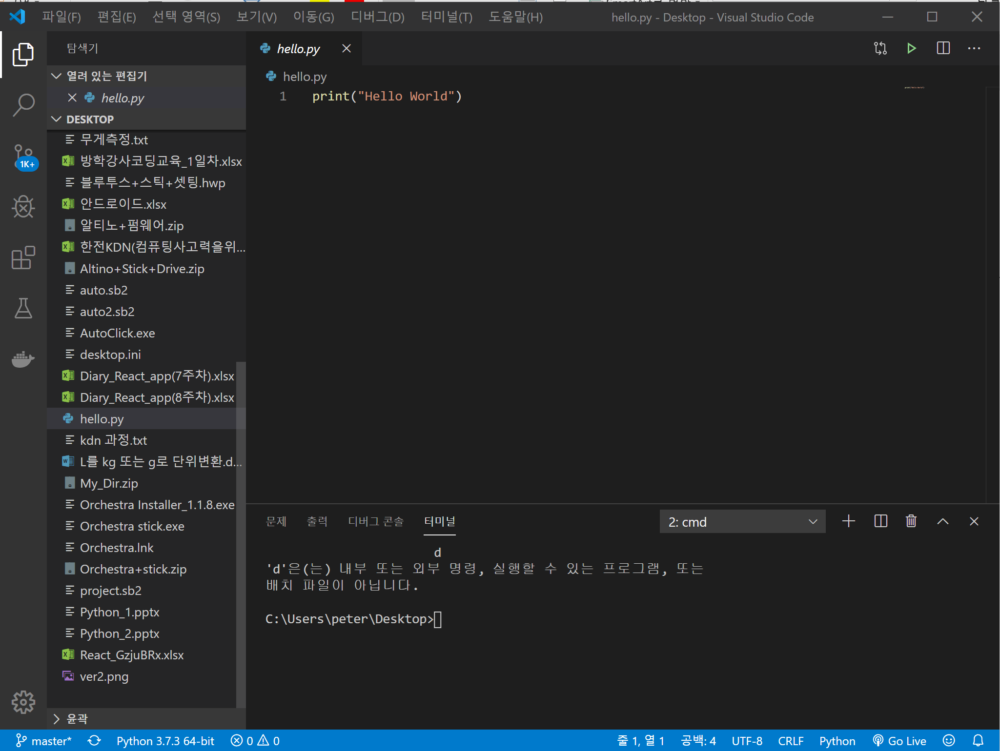 파일(F) 편집(E) 선택 영역(S) 보기(V) 이동(G) 디버그(D) 터미널(T) 도움말(H) hello.py - Desktop - Visual Studio Code
탐색기
열려 있는 편집기
hello.py
DESKTOP
무게측정.txt
방학강사코딩교육_1일차.xlsx
블루투스+스틱+셋팅.hwp
안드로이드.xlsx
알티노+펌웨어.zip
한전KDN(컴퓨팅사고력을위...
Altino+Stick+Drive.zip
auto.sb2
auto2.sb2
AutoClick.exe
desktop.ini
Diary_React_app(7주차).xlsx
Diary_React_app(8주차).xlsx
hello.py
kdn 과정.txt
L를 kg 또는 g로 단위변환.d...
My_Dir.zip
Orchestra Installer_1.1.8.exe
Orchestra stick.exe
Orchestra.lnk
Orchestra+stick.zip
project.sb2
Python_1.pptx
Python_2.pptx
React_GzjuBRx.xlsx
ver2.png
윤곽
1K+
hello.py
hello.py
1 print("Hello World")
문제 출력 디버그 콘솔 터미널 2: cmd
d
'd'은(는) 내부 또는 외부 명령, 실행할 수 있는 프로그램, 또는
배치 파일이 아닙니다.
C:\Users\peter\Desktop>
master* Python 3.7.3 64-bit 0 0 줄 1, 열 1 공백: 4 UTF-8 CRLF Python Go Live